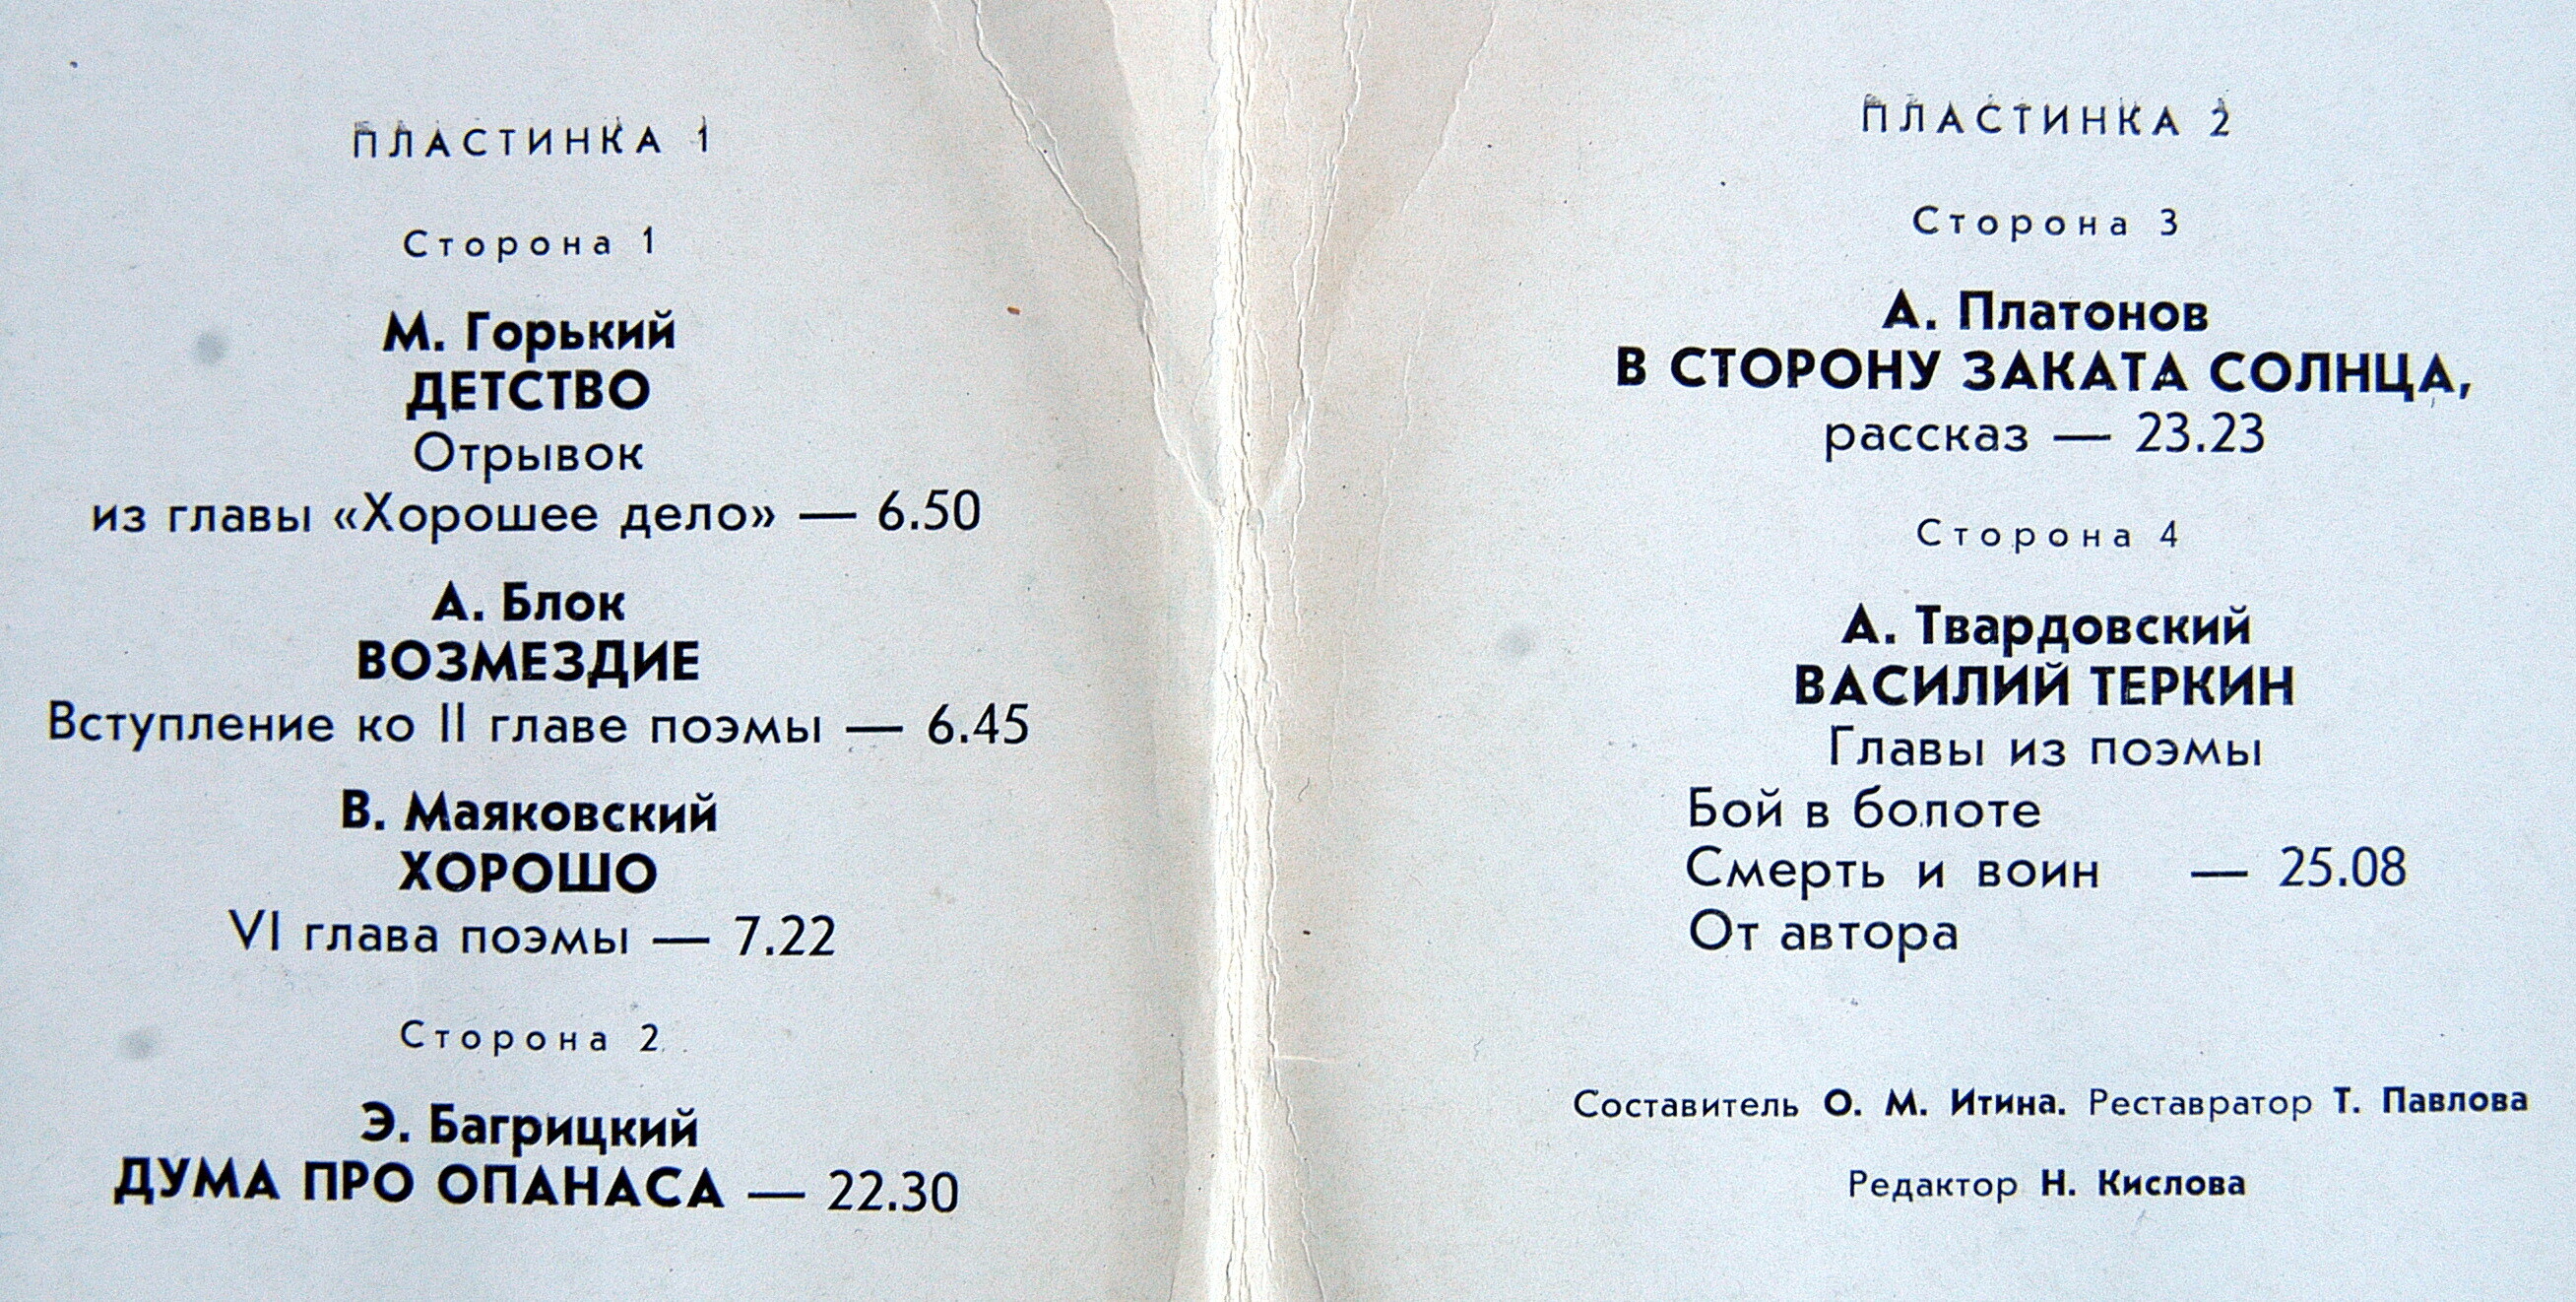 ПЛАСТИНКА 1
Сторона 1
М. Горький
ДЕТСТВО
Отрывок
из главы «Хорошее дело» — 6.50
А. Блок
ВОЗМЕЗДИЕ
Вступление ко II главе поэмы — 6.45
В. Маяковский
ХОРОШО
VI глава поэмы — 7.22
Сторона 2
Э. Багрицкий
ДУМА ПРО ОПАНАСА — 22.30
ПЛАСТИНКА 2
Сторона 3
А. Платонов
В СТОРОНУ ЗАКАТА СОЛНЦА,
рассказ — 23.23
Сторона 4
А. Твардовский
ВАСИЛИЙ ТЕРКИН
Главы из поэмы
Бой в болоте
Смерть и воин — 25.08
От автора
Составитель О. М. Итина. Реставратор Т. Павлова
Редактор Н. Кислова